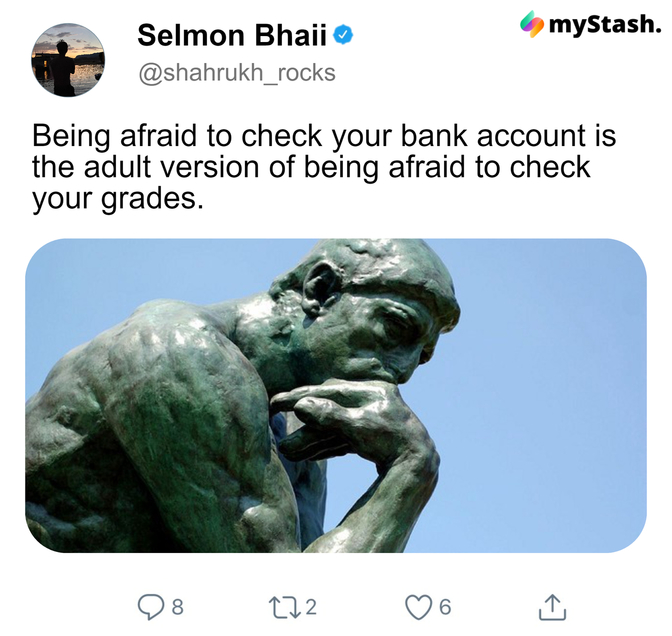 Selmon Bhaii
myStash.
@shahrukh_rocks
Being afraid to check your bank account is
the adult version of being afraid to check
your grades.
8
2
6